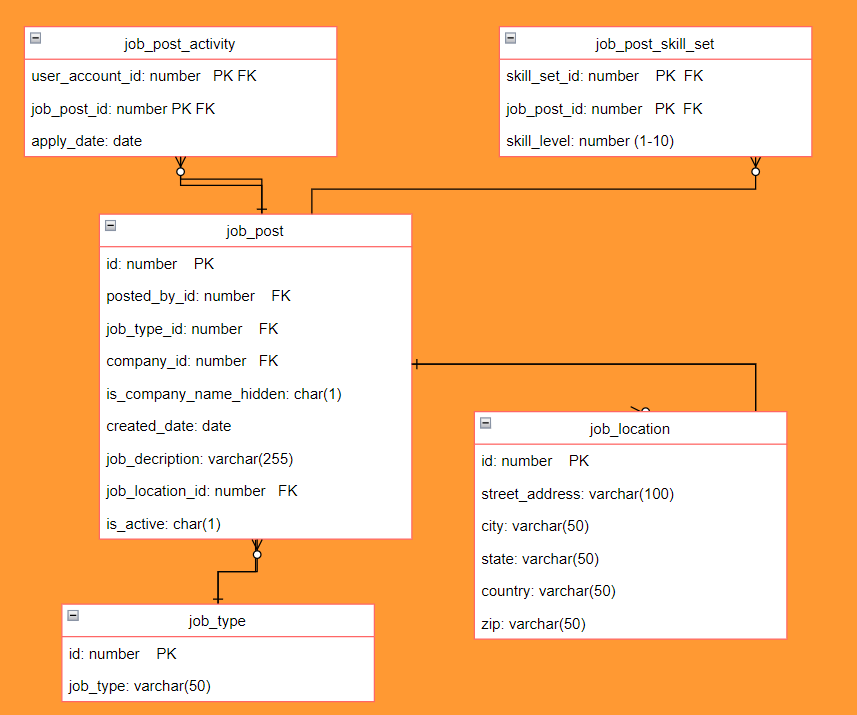 job_post_activity
user_account_id: number PK FK
job_post_id: number PK FK
apply_date: date
job_post_skill_set
skill_set_id: number PK FK
job_post_id: number PK FK
skill_level: number (1-10)
job_post
id: number PK
posted_by_id: number FK
job_type_id: number FK
company_id: number FK
is_company_name_hidden: char(1)
created_date: date
job_decription: varchar(255)
job_location_id: number FK
is_active: char(1)
job_location
id: number PK
street_address: varchar(100)
city: varchar(50)
state: varchar(50)
country: varchar(50)
zip: varchar(50)
job_type
id: number PK
job_type: varchar(50)